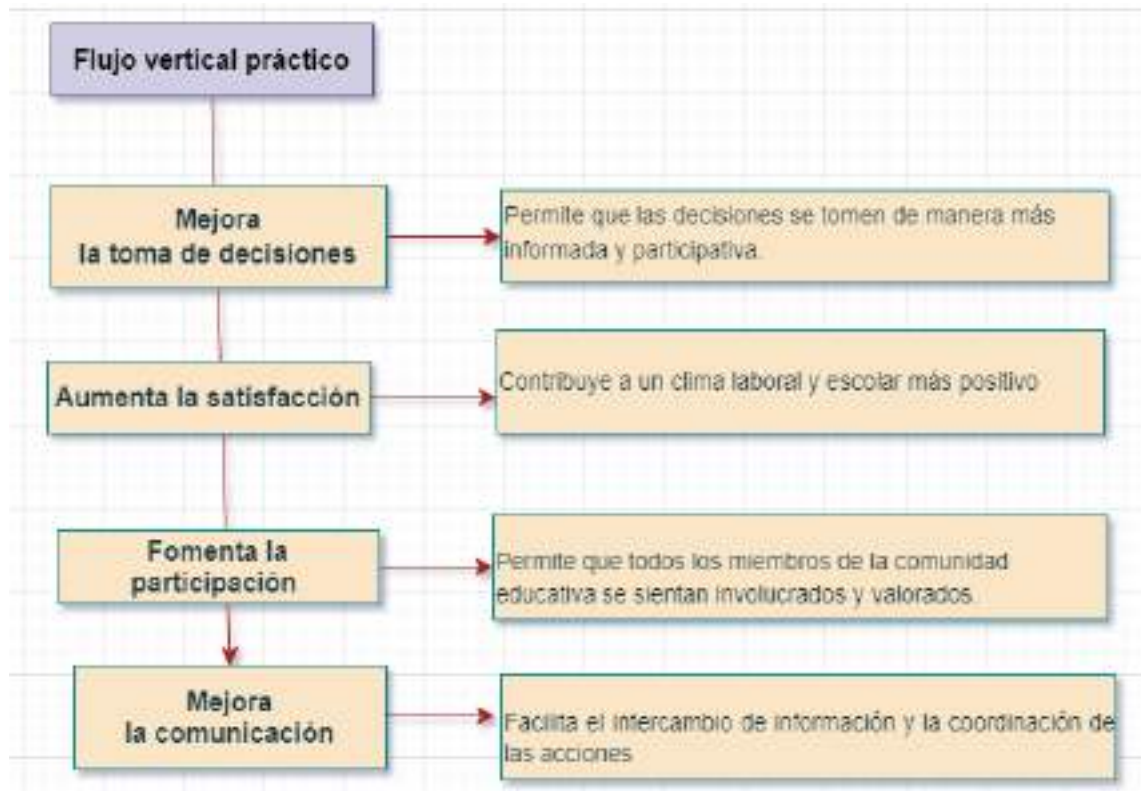 Flujo vertical práctico
Mejora
la toma de decisiones
Permite que las decisiones se tomen de manera más
informada y participativa.
Aumenta la satisfacción
Contribuye a un clima laboral y escolar más positivo
Fomenta la
participación
Permite que todos los miembros de la comunidad
educativa se sientan involucrados y valorados.
Mejora
la comunicación
Facilita el intercambio de información y la coordinación de
las acciones